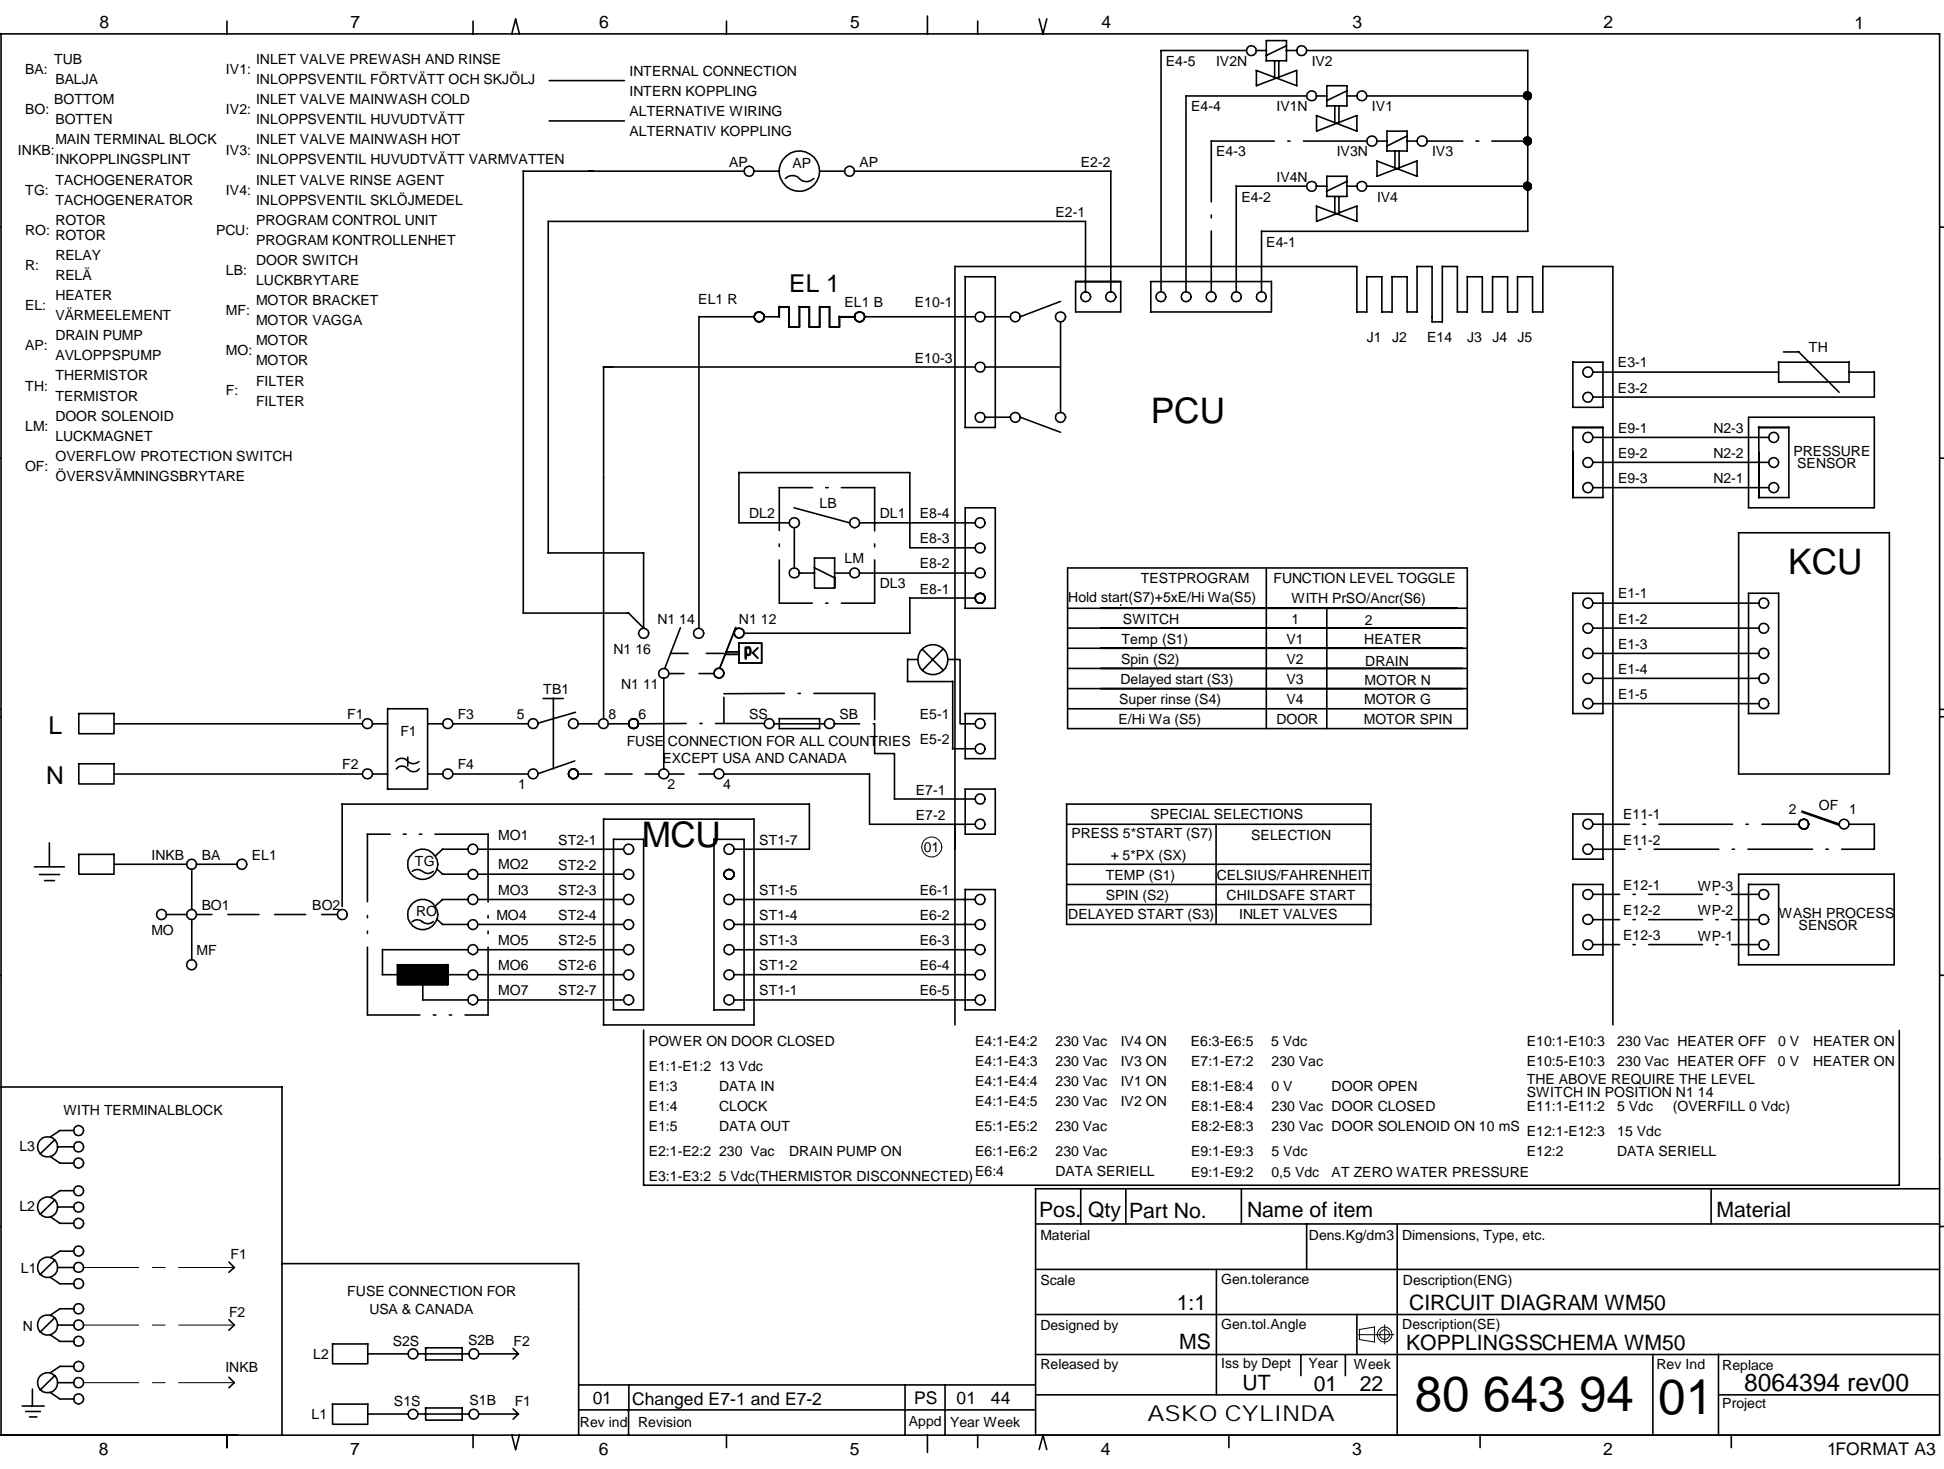 8 7 6 5 4 3 2 1
BA: TUB
BALJA
BO: BOTTOM
BOTTEN
INKB: MAIN TERMINAL BLOCK
INKOPPLINGSPLINT
TG: TACHOGENERATOR
TACHOGENERATOR
RO: ROTOR
ROTOR
R: RELAY
RELÄ
EL: HEATER
VÄRMEELEMENT
AP: DRAIN PUMP
AVLOPPSPUMP
TH: THERMISTOR
TERMISTOR
LM: DOOR SOLENOID
LUCKMAGNET
OF: OVERFLOW PROTECTION SWITCH
ÖVERSVÄMNINGSBRYTARE
IV1: INLET VALVE PREWASH AND RINSE
INLOPPSVENTIL FÖRTVÄTT OCH SKJÖLJ
IV2: INLET VALVE MAINWASH COLD
INLOPPSVENTIL HUVUDTVÄTT
IV3: INLET VALVE MAINWASH HOT
INLOPPSVENTIL HUVUDTVÄTT VARMVATTEN
IV4: INLET VALVE RINSE AGENT
INLOPPSVENTIL SKLÖJMEDEL
PCU: PROGRAM CONTROL UNIT
PROGRAM KONTROLLENHET
LB: DOOR SWITCH
LUCKBRYTARE
MF: MOTOR BRACKET
MOTOR VAGGA
MO: MOTOR
MOTOR
F: FILTER
FILTER
INTERNAL CONNECTION
INTERN KOPPLING
ALTERNATIVE WIRING
ALTERNATIV KOPPLING
E4-5 IV2N IV2
E4-4 IV1N IV1
E4-3 IV3N IV3
E4-2 IV4N IV4
E4-1
AP AP AP E2-2
E2-1
EL 1
EL1 R EL1 B E10-1
E10-3
PCU
J1 J2 E14 J3 J4 J5
E3-1 TH
E3-2
E9-1 N2-3
E9-2 N2-2
E9-3 N2-1
PRESSURE
SENSOR
KCU
E1-1
E1-2
E1-3
E1-4
E1-5
DL2 LB DL1 E8-4
E8-3
LM E8-2
DL3
E8-1
N1 14 N1 12
N1 16
N1 11
P
TESTPROGRAM FUNCTION LEVEL TOGGLE
Hold start(S7)+5xE/Hi Wa(S5) WITH PrSO/Ancr(S6)
SWITCH 1 2
Temp (S1) V1 HEATER
Spin (S2) V2 DRAIN
Delayed start (S3) V3 MOTOR N
Super rinse (S4) V4 MOTOR G
E/Hi Wa (S5) DOOR MOTOR SPIN
TB1
L F1 F1 F3 5 8 6 SS SB E5-1
FUSE CONNECTION FOR ALL COUNTRIES E5-2
EXCEPT USA AND CANADA
N F2 F4 1 2 4
E7-1
E7-2
01
SPECIAL SELECTIONS
PRESS 5*START (S7) SELECTION
+ 5*PX (SX)
TEMP (S1) CELSIUS/FAHRENHEIT
SPIN (S2) CHILDSAFE START
DELAYED START (S3) INLET VALVES
E11-1 2 OF 1
E11-2
E12-1 WP-3
E12-2 WP-2
E12-3 WP-1
WASH PROCESS
SENSOR
INKB BA EL1
BO1 BO2
MO
MF
MCU
TG
RO
MO1 ST2-1 ST1-7
MO2 ST2-2
MO3 ST2-3 ST1-5 E6-1
MO4 ST2-4 ST1-4 E6-2
MO5 ST2-5 ST1-3 E6-3
MO6 ST2-6 ST1-2 E6-4
MO7 ST2-7 ST1-1 E6-5
POWER ON DOOR CLOSED
E1:1-E1:2 13 Vdc
E1:3 DATA IN
E1:4 CLOCK
E1:5 DATA OUT
E2:1-E2:2 230 Vac DRAIN PUMP ON
E3:1-E3:2 5 Vdc(THERMISTOR DISCONNECTED)
E4:1-E4:2 230 Vac IV4 ON
E4:1-E4:3 230 Vac IV3 ON
E4:1-E4:4 230 Vac IV1 ON
E4:1-E4:5 230 Vac IV2 ON
E5:1-E5:2 230 Vac
E6:1-E6:2 230 Vac
E6:4 DATA SERIELL
E6:3-E6:5 5 Vdc
E7:1-E7:2 230 Vac
E8:1-E8:4 0 V DOOR OPEN
E8:1-E8:4 230 Vac DOOR CLOSED
E8:2-E8:3 230 Vac DOOR SOLENOID ON 10 mS
E9:1-E9:3 5 Vdc
E9:1-E9:2 0,5 Vdc AT ZERO WATER PRESSURE
E10:1-E10:3 230 Vac HEATER OFF 0 V HEATER ON
E10:5-E10:3 230 Vac HEATER OFF 0 V HEATER ON
THE ABOVE REQUIRE THE LEVEL
SWITCH IN POSITION N1 14
E11:1-E11:2 5 Vdc (OVERFILL 0 Vdc)
E12:1-E12:3 15 Vdc
E12:2 DATA SERIELL
WITH TERMINALBLOCK
L3
L2
L1 F1
N F2
INKB
FUSE CONNECTION FOR
USA & CANADA
L2 S2S S2B F2
L1 S1S S1B F1
01 Changed E7-1 and E7-2 PS 01 44
Rev ind Revision Appd Year Week
Pos. Qty Part No. Name of item Material
Material Dens.Kg/dm3 Dimensions, Type, etc.
Scale 1:1 Gen.tolerance Description(ENG)
CIRCUIT DIAGRAM WM50
Designed by MS Gen.tol.Angle Description(SE)
KOPPLINGSSCHEMA WM50
Released by Iss by Dept UT Year 01 Week 22
80 643 94 Rev Ind 01 Replace 8064394 rev00
Project
ASKO CYLINDA
8 7 6 5 4 3 2 1FORMAT A3